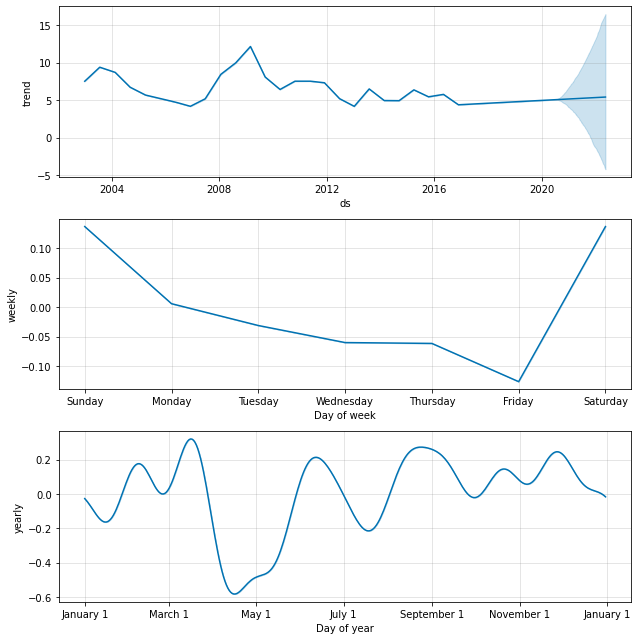 trend
15
10
5
0
−5
2004 2008 2012 2016 2020
ds
weekly
0.10
0.05
0.00
−0.05
−0.10
Sunday Monday Tuesday Wednesday Thursday Friday Saturday
Day of week
yearly
0.2
0.0
−0.2
−0.4
−0.6
January 1 March 1 May 1 July 1 September 1 November 1 January 1
Day of year